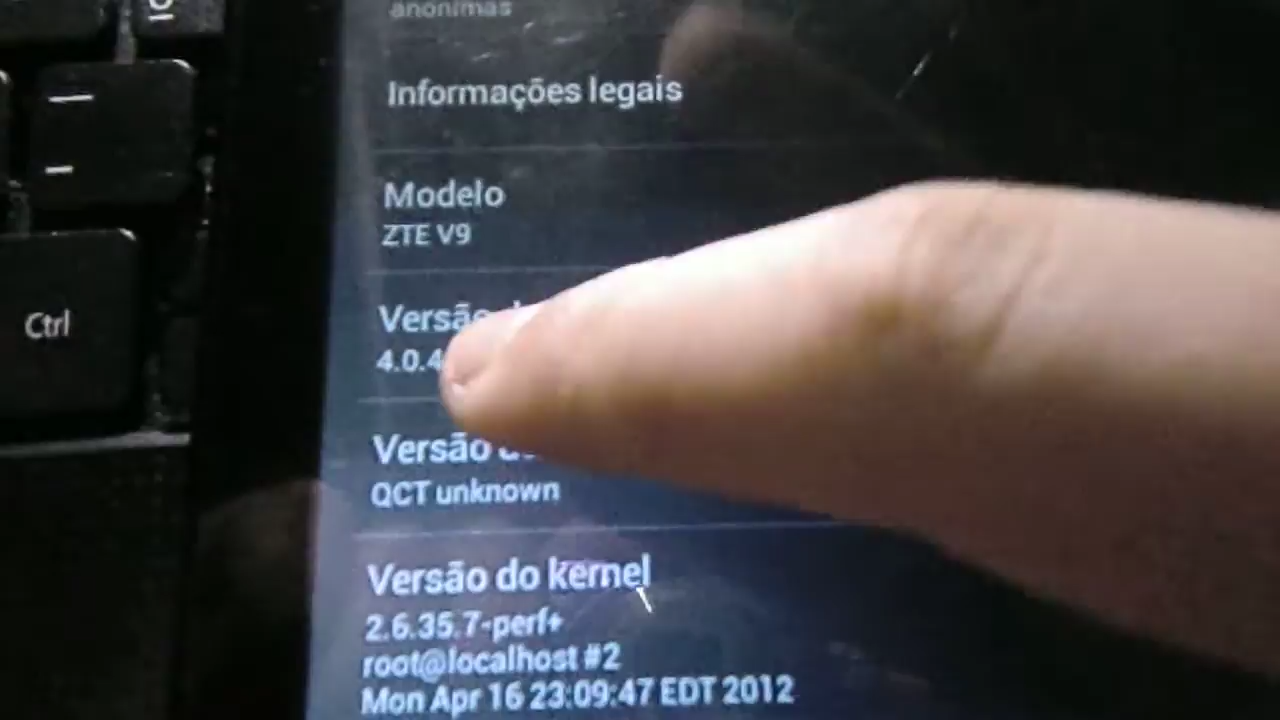 anônimas
Informações legais
Modelo
ZTE V9
Versão
4.0.4
Versão
QCT unknown
Versão do kernel
2.6.35.7-perf+
root@localhost #2
Mon Apr 16 23:09:47 EDT 2012
Ctrl